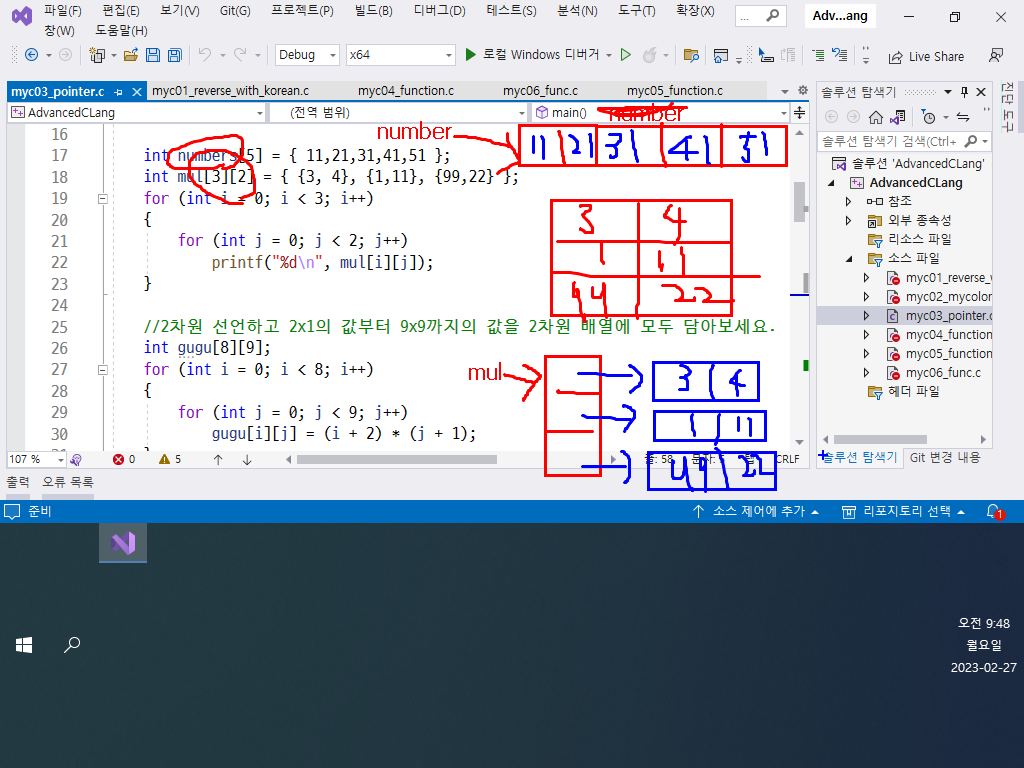 파일(F) 편집(E) 보기(V) Git(G) 프로젝트(P) 빌드(B) 디버그(D) 테스트(S) 분석(N) 도구(T) 확장(X) ... Adv...ang
창(W) 도움말(H)
Debug x64 로컬 Windows 디버거 Live Share
myc03_pointer.c myc01_reverse_with_korean.c myc04_function.c myc06_func.c myc05_function.c
AdvancedCLang (전역 범위) main()
number
number
11 21 31 41 51
16
17 int numbers[5] = { 11,21,31,41,51 };
18 int mul[3][2] = { {3, 4}, {1,11}, {99,22} };
19 for (int i = 0; i < 3; i++)
20 {
21 for (int j = 0; j < 2; j++)
22 printf("%d\n", mul[i][j]);
23 }
24
25 //2차원 선언하고 2x1의 값부터 9x9까지의 값을 2차원 배열에 모두 담아보세요.
26 int gugu[8][9];
27 for (int i = 0; i < 8; i++)
28 {
29 for (int j = 0; j < 9; j++)
30 gugu[i][j] = (i + 2) * (j + 1);
3 4
1 11
22
mul
3 4
1 11
22
107 % 0 5 줄: 58 CRLF
출력 오류 목록
솔루션 탐색기
솔루션 탐색기 검색(Ctrl+
솔루션 'AdvancedCLang'
AdvancedCLang
참조
외부 종속성
리소스 파일
소스 파일
myc01_reverse_
myc02_mycolor
myc03_pointer.c
myc04_function
myc05_function
myc06_func.c
헤더 파일
솔루션 탐색기 Git 변경 내용
진단 도구
준비 소스 제어에 추가 리포지토리 선택 1
오전 9:48
월요일
2023-02-27